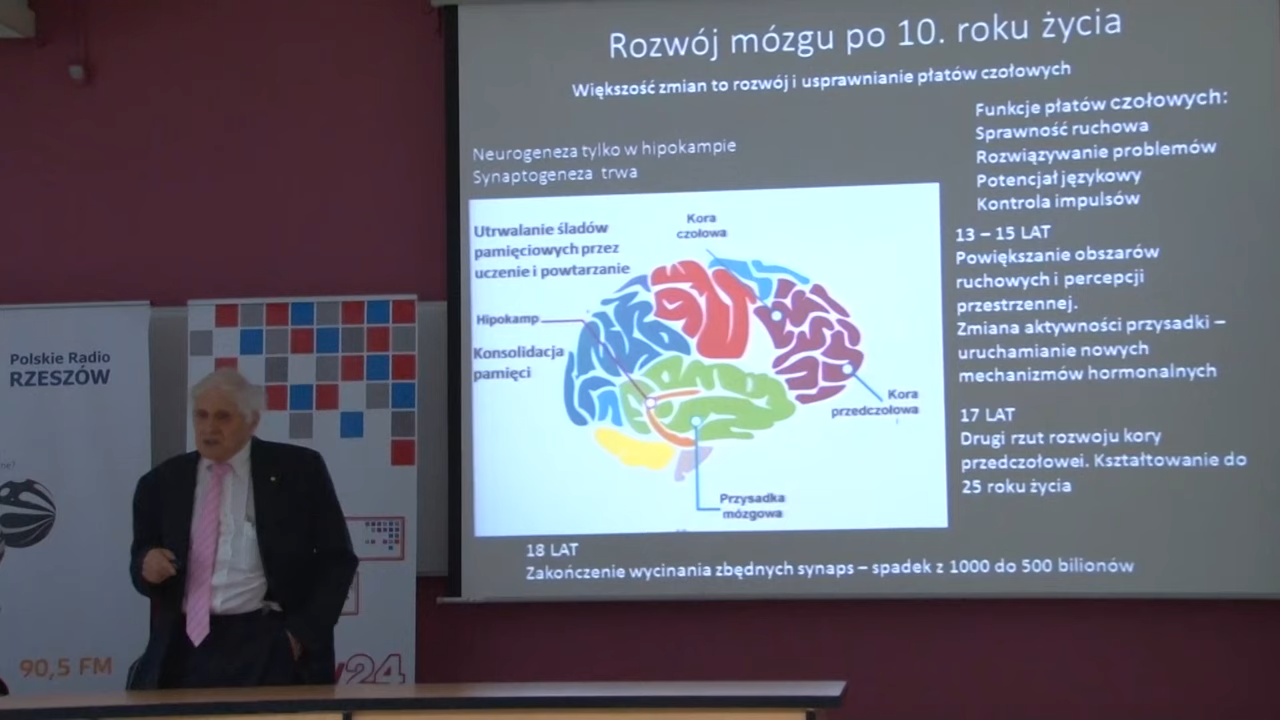 Rozwój mózgu po 10. roku życia
Większość zmian to rozwój i usprawnianie płatów czołowych
Neurogeneza tylko w hipokampie
Synaptogeneza trwa
Funkcje płatów czołowych:
Sprawność ruchowa
Rozwiązywanie problemów
Potencjał językowy
Kontrola impulsów
Utrwalanie śladów
pamięciowych przez
uczenie i powtarzanie
Kora
czołowa
Hipokamp
Konsolidacja
pamięci
Kora
przedczołowa
Przysadka
mózgowa
13 – 15 LAT
Powiększanie obszarów
ruchowych i percepcji
przestrzennej.
Zmiana aktywności przysadki –
uruchamianie nowych
mechanizmów hormonalnych
17 LAT
Drugi rzut rozwoju kory
przedczołowei. Kształtowanie do
25 roku życia
18 LAT
Zakończenie wycinania zbędnych synaps – spadek z 1000 do 500 bilionów
Polskie Radio
RZESZÓW
90,5 FM
24